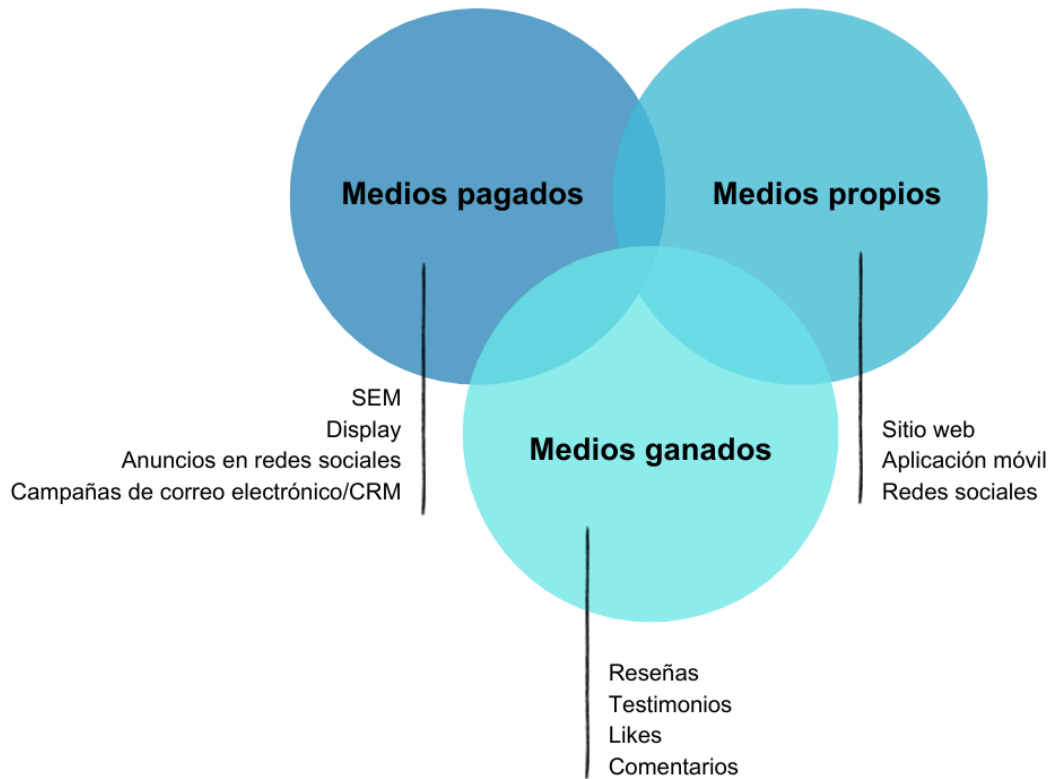 Medios pagados
Medios propios
SEM
Display
Anuncios en redes sociales
Campañas de correo electrónico/CRM
Medios ganados
Sitio web
Aplicación móvil
Redes sociales
Reseñas
Testimonios
Likes
Comentarios